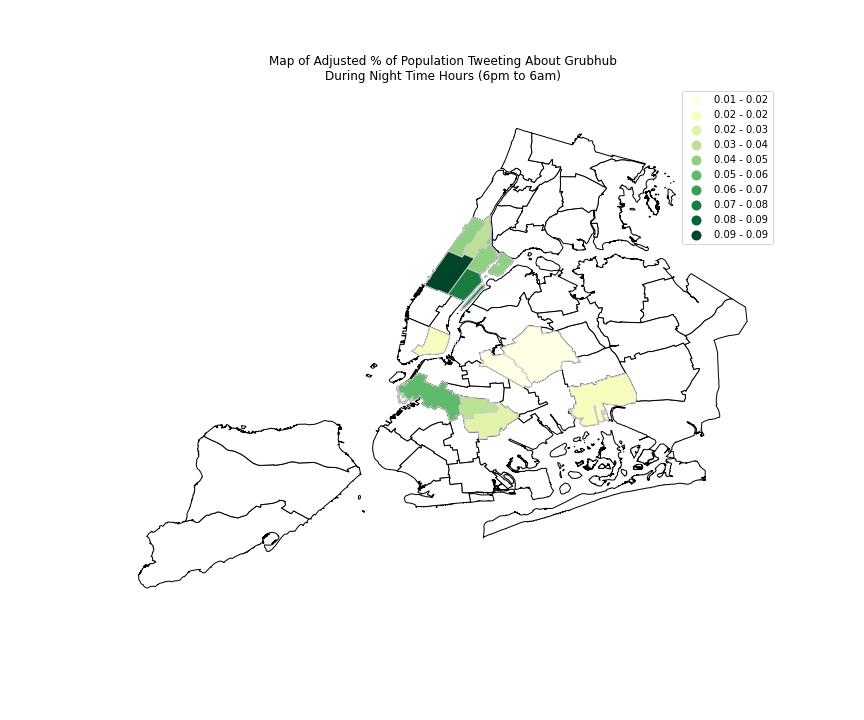 Map of Adjusted % of Population Tweeting About Grubhub
During Night Time Hours (6pm to 6am)
0.01 - 0.02
0.02 - 0.02
0.02 - 0.03
0.03 - 0.04
0.04 - 0.05
0.05 - 0.06
0.06 - 0.07
0.07 - 0.08
0.08 - 0.09
0.09 - 0.09